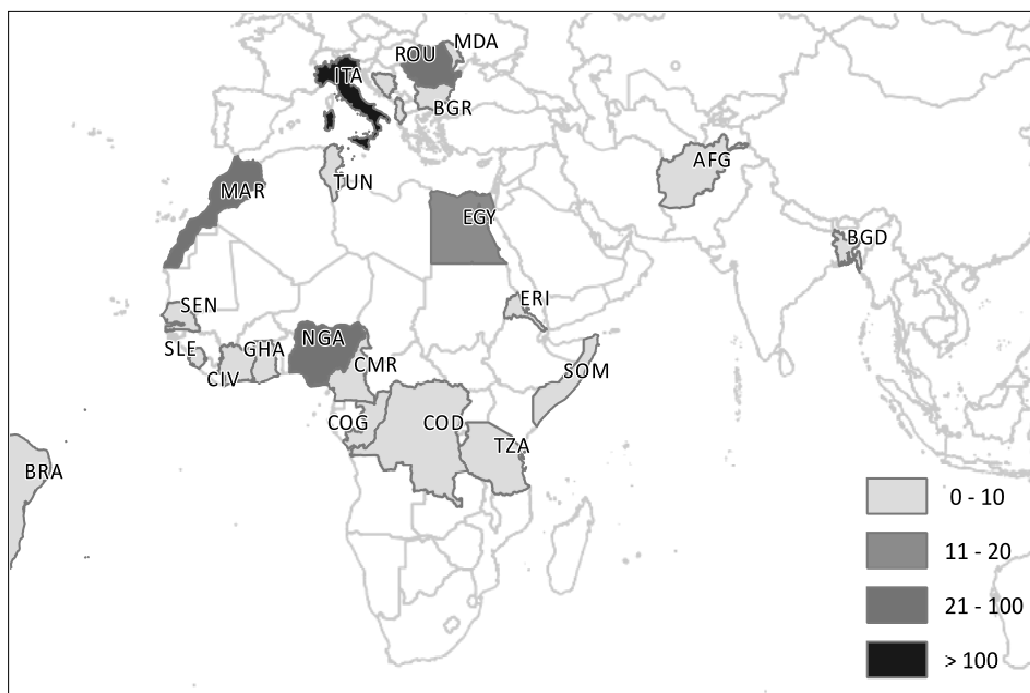 MDA
ROU
ITA
BGR
AFG
TUN
MAR
EGY
BGD
SEN
ERI
NGA
SLE
GHA
CMR
CIV
SOM
COG
COD
TZA
BRA
0 - 10
11 - 20
21 - 100
> 100